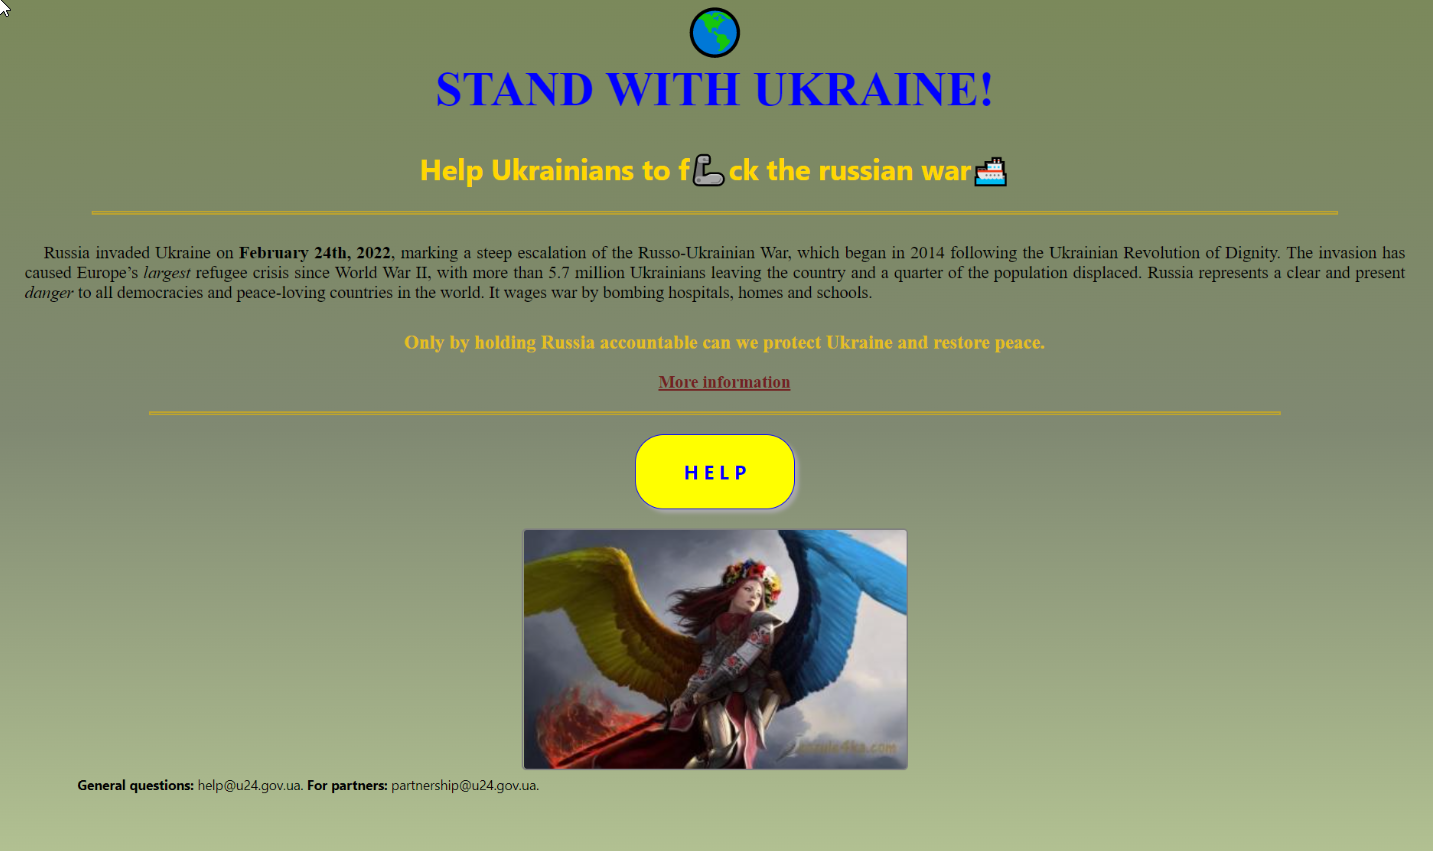 STAND WITH UKRAINE!
Help Ukrainians to f🦾ck the russian war🛳️
Russia invaded Ukraine on February 24th, 2022, marking a steep escalation of the Russo-Ukrainian War, which began in 2014 following the Ukrainian Revolution of Dignity. The invasion has
caused Europe’s largest refugee crisis since World War II, with more than 5.7 million Ukrainians leaving the country and a quarter of the population displaced. Russia represents a clear and present
danger to all democracies and peace-loving countries in the world. It wages war by bombing hospitals, homes and schools.
Only by holding Russia accountable can we protect Ukraine and restore peace.
More information
HELP
General questions: help@u24.gov.ua. For partners: partnership@u24.gov.ua.